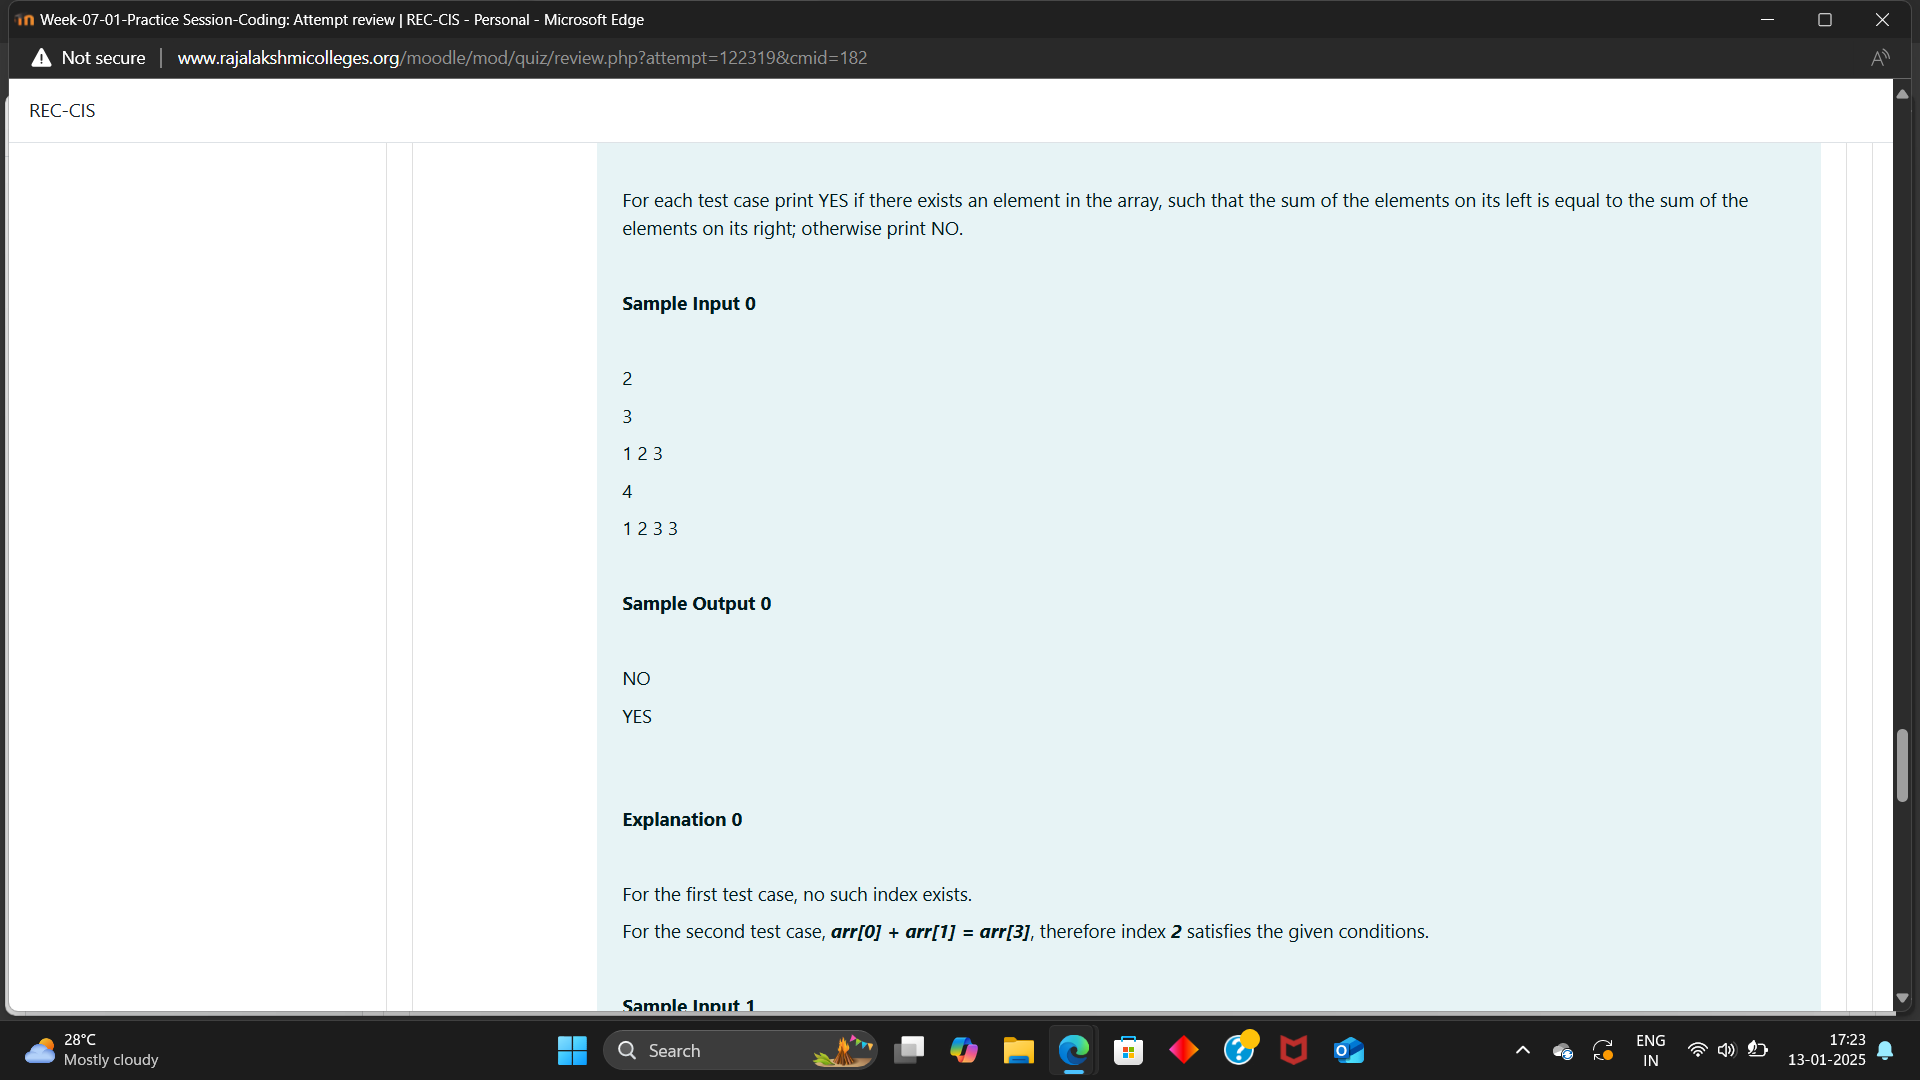 Week-07-01-Practice Session-Coding: Attempt review | REC-CIS - Personal - Microsoft Edge
Not secure
www.rajalakshmicolleges.org/moodle/mod/quiz/review.php?attempt=122319&cmid=182
REC-CIS
For each test case print YES if there exists an element in the array, such that the sum of the elements on its left is equal to the sum of the
elements on its right; otherwise print NO.
Sample Input 0
2
3
1 2 3
4
1 2 3 3
Sample Output 0
NO
YES
Explanation 0
For the first test case, no such index exists.
For the second test case, arr[0] + arr[1] = arr[3], therefore index 2 satisfies the given conditions.
Sample Input 1
28°C
Mostly cloudy
Search
ENG
IN
17:23
13-01-2025